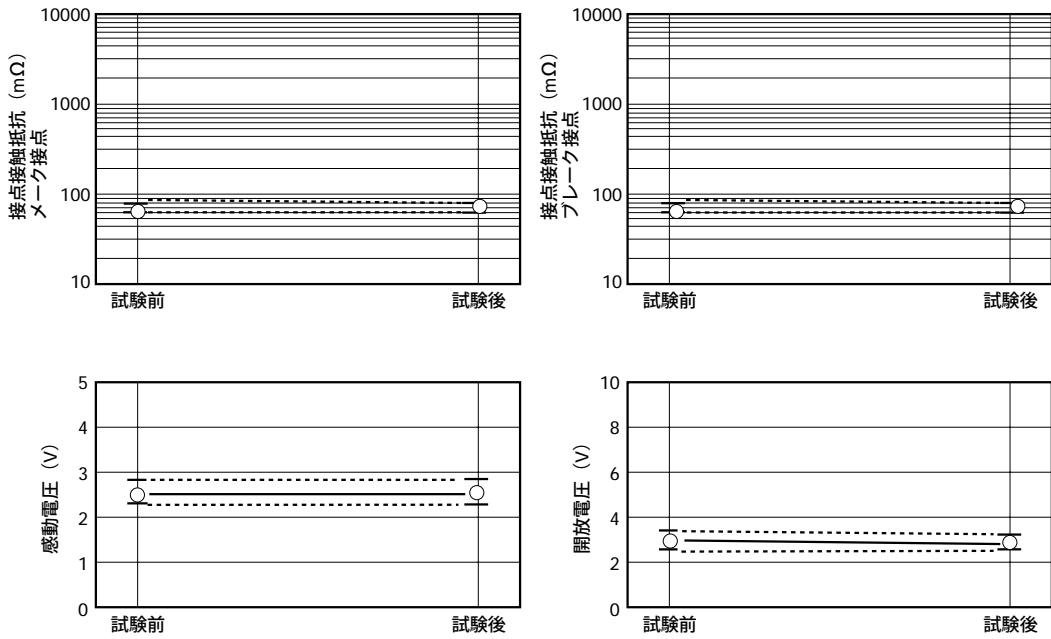 接点接触抵抗（mΩ）
メーク接点
10000
1000
100
10
試験前
試験後
接点接触抵抗（mΩ）
ブレーク接点
10000
1000
100
10
試験前
試験後
感動電圧（V）
5
4
3
2
1
0
試験前
試験後
開放電圧（V）
10
8
6
4
2
0
試験前
試験後